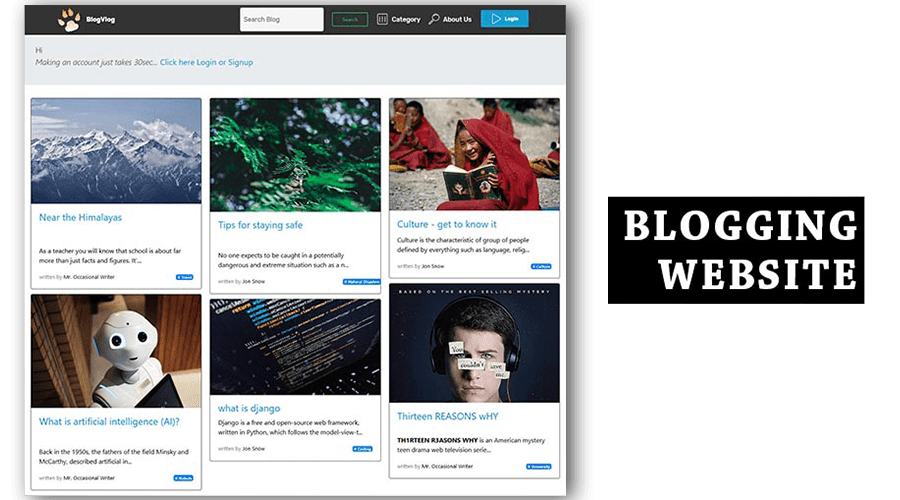 BlogVlog
Search Blog
Search
Category
About Us
Login
Hi
Making an account just takes 30sec... Click here Login or Signup
Near the Himalayas
As a teacher you will know that school is about far
more than just facts and figures. It'...
written by Mr. Occasional Writer
# Travel
Tips for staying safe
No one expects to be caught in a potentially
dangerous and extreme situation such as a n...
written by Jon Snow
# Natural Disasters
Culture - get to know it
Culture is the characteristic of group of people
defined by everything such as language, relig...
written by Jon Snow
# Culture
What is artificial intelligence (AI)?
Back in the 1950s, the fathers of the field Minsky and
McCarthy, described artificial in...
written by Mr. Occasional Writer
# Robots
what is django
Django is a free and open-source web framework,
written in Python, which follows the model-view-t...
written by Jon Snow
# Coding
BASED ON THE BEST SELLING MYSTERY
You
couldn't
save
me.
Thirteen REASONS wHY
TH1RTEEN R3ASONS WHY is an American mystery
teen drama web television serie...
written by Mr. Occasional Writer
# University
BLOGGING
WEBSITE